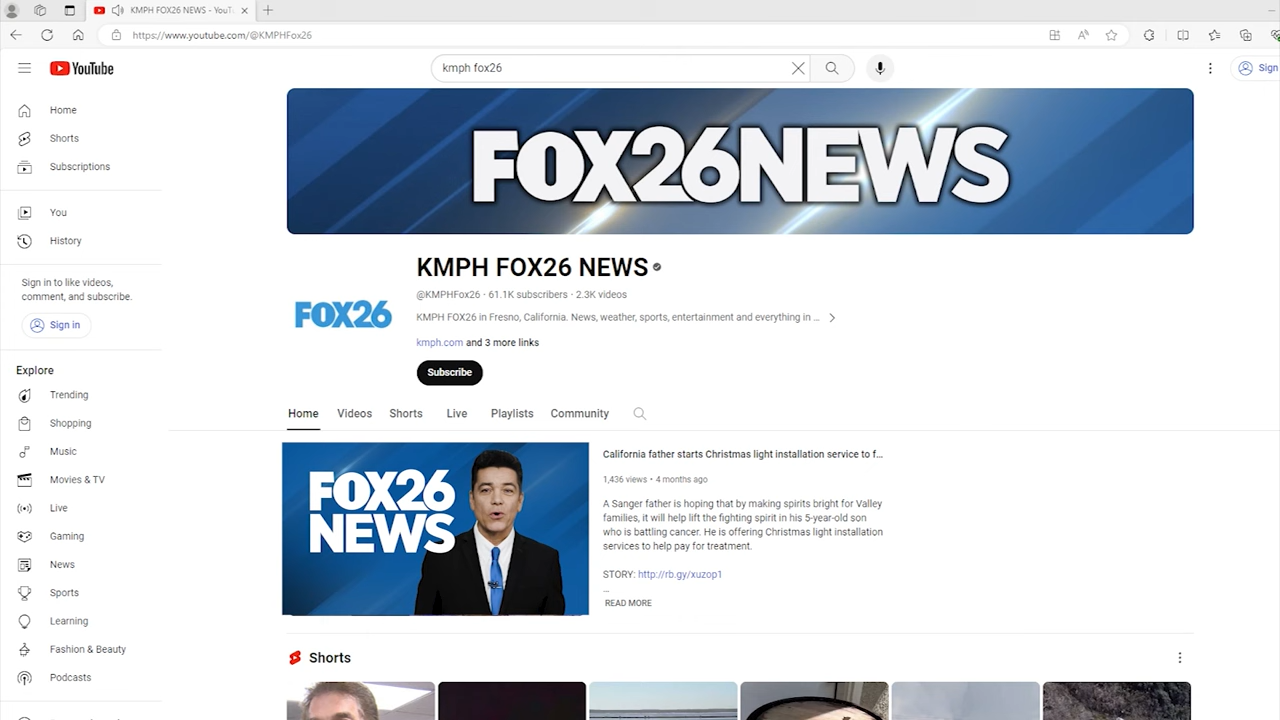 KMPH FOX26 NEWS - YouTu
https://www.youtube.com/@KMPHFox26
YouTube
kmph fox26
Sign
Home
Shorts
Subscriptions
You
History
Sign in to like videos,
comment, and subscribe.
Sign in
Explore
Trending
Shopping
Music
Movies & TV
Live
Gaming
News
Sports
Learning
Fashion & Beauty
Podcasts
FOX26NEWS
FOX26
KMPH FOX26 NEWS
@KMPHFox26 · 61.1K subscribers · 2.3K videos
KMPH FOX26 in Fresno, California. News, weather, sports, entertainment and everything in ...
kmph.com and 3 more links
Subscribe
Home Videos Shorts Live Playlists Community
FOX26
NEWS
California father starts Christmas light installation service to f...
1,436 views • 4 months ago
A Sanger father is hoping that by making spirits bright for Valley
families, it will help lift the fighting spirit in his 5-year-old son
who is battling cancer. He is offering Christmas light installation
services to help pay for treatment.
STORY: http://rb.gy/xuzop1
...
READ MORE
Shorts